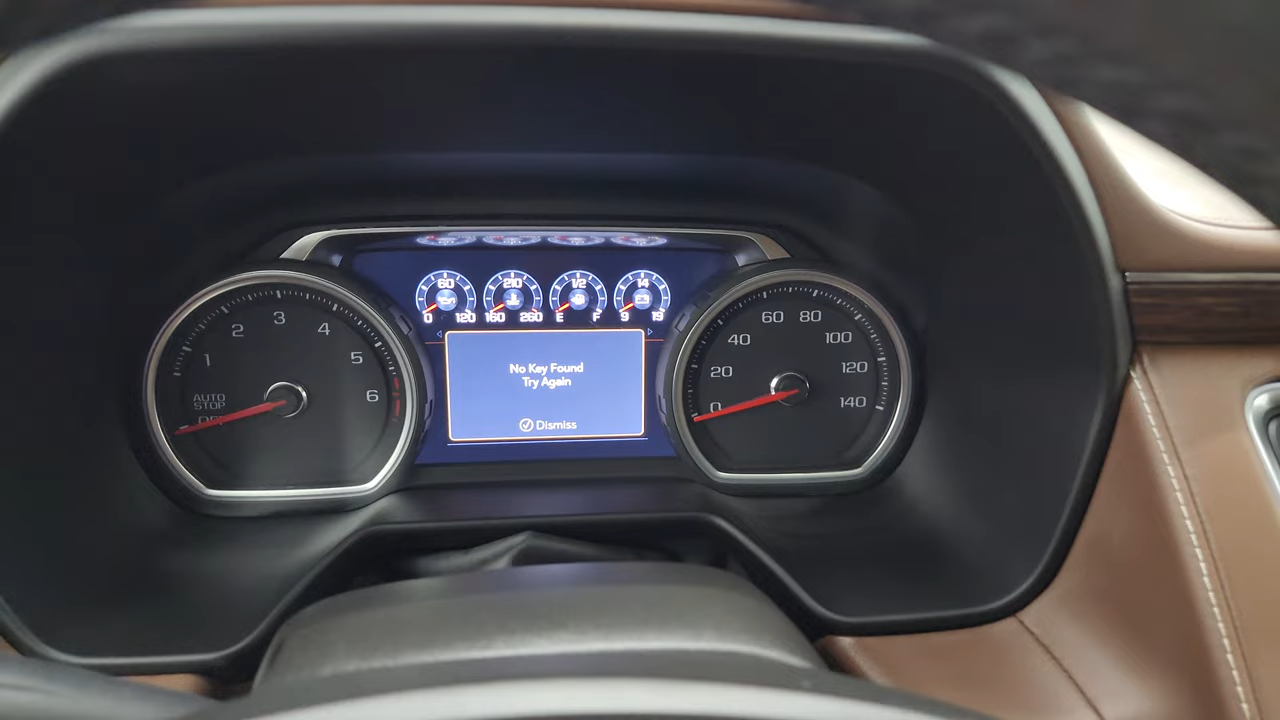 60 210 1/2 14
0 120 160 260 E F 9 19
No Key Found
Try Again
Dismiss
1 2 3 4 5 6
AUTO
STOP
0 20 40 60 80 100 120 140